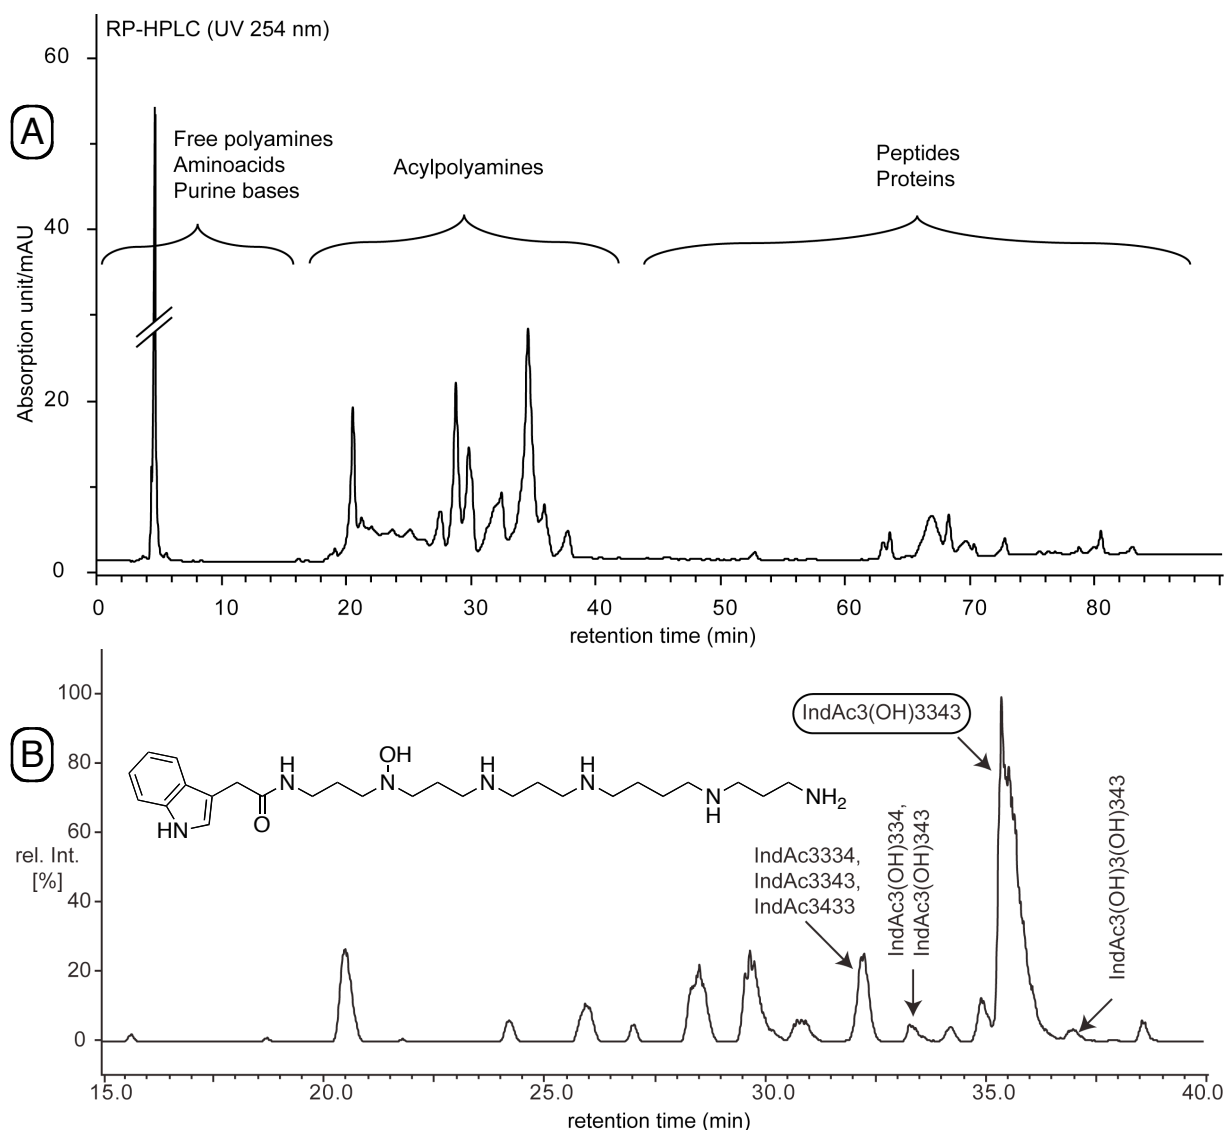 RP-HPLC (UV 254 nm)
A
Free polyamines
Aminoacids
Purine bases
Acylpolyamines
Peptides
Proteins
Absorption unit/mAU
60
40
20
0
0 10 20 30 40 50 60 70 80
retention time (min)
B
100
80
60
40
20
0
rel. Int.
[%]
IndAc3(OH)3343
OH
H
N
N
H
N
H
N
N
H
NH2
O
HN
IndAc3334,
IndAc3343,
IndAc3433
IndAc3(OH)334,
IndAc3(OH)343
IndAc3(OH)3(OH)343
15.0 20.0 25.0 30.0 35.0 40.0
retention time (min)